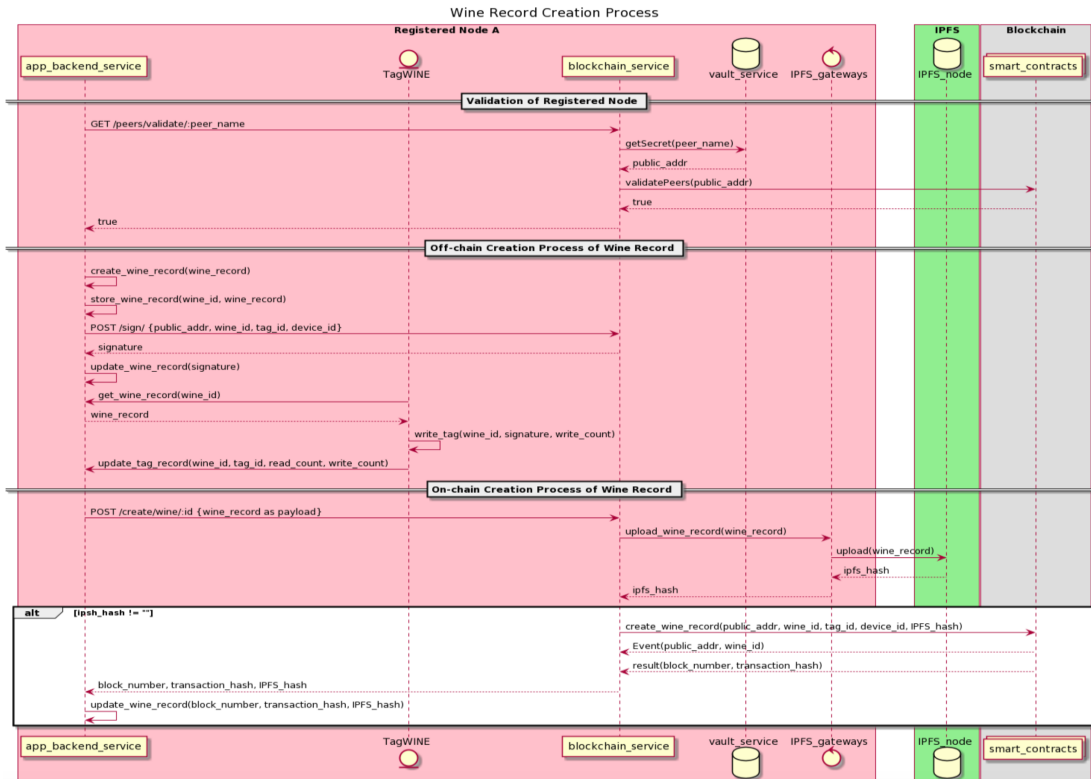 Wine Record Creation Process
Registered Node A
IPFS
Blockchain
app_backend_service
TagWINE
blockchain_service
vault_service
IPFS_gateways
IPFS_node
smart_contracts
Validation of Registered Node
GET /peers/validate/:peer_name
getSecret(peer_name)
public_addr
validatePeers(public_addr)
true
true
Off-chain Creation Process of Wine Record
create_wine_record(wine_record)
store_wine_record(wine_id, wine_record)
POST /sign/ {public_addr, wine_id, tag_id, device_id}
signature
update_wine_record(signature)
get_wine_record(wine_id)
wine_record
write_tag(wine_id, signature, write_count)
update_tag_record(wine_id, tag_id, read_count, write_count)
On-chain Creation Process of Wine Record
POST /create/wine/:id {wine_record as payload}
upload_wine_record(wine_record)
upload(wine_record)
ipfs_hash
ipfs_hash
alt
[ipsh_hash != ""]
create_wine_record(public_addr, wine_id, tag_id, device_id, IPFS_hash)
Event(public_addr, wine_id)
result(block_number, transaction_hash)
block_number, transaction_hash, IPFS_hash
update_wine_record(block_number, transaction_hash, IPFS_hash)
app_backend_service
TagWINE
blockchain_service
vault_service
IPFS_gateways
IPFS_node
smart_contracts